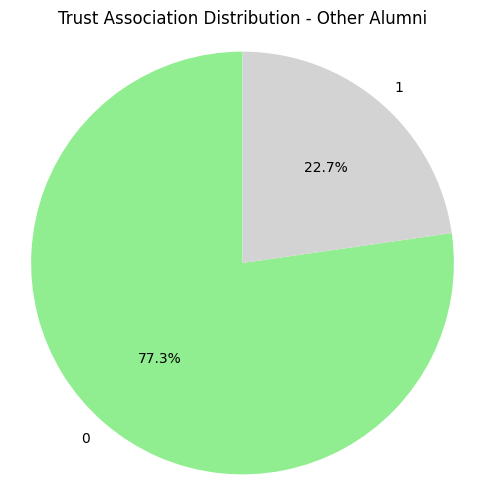 Trust Association Distribution - Other Alumni
1
22.7%
77.3%
0